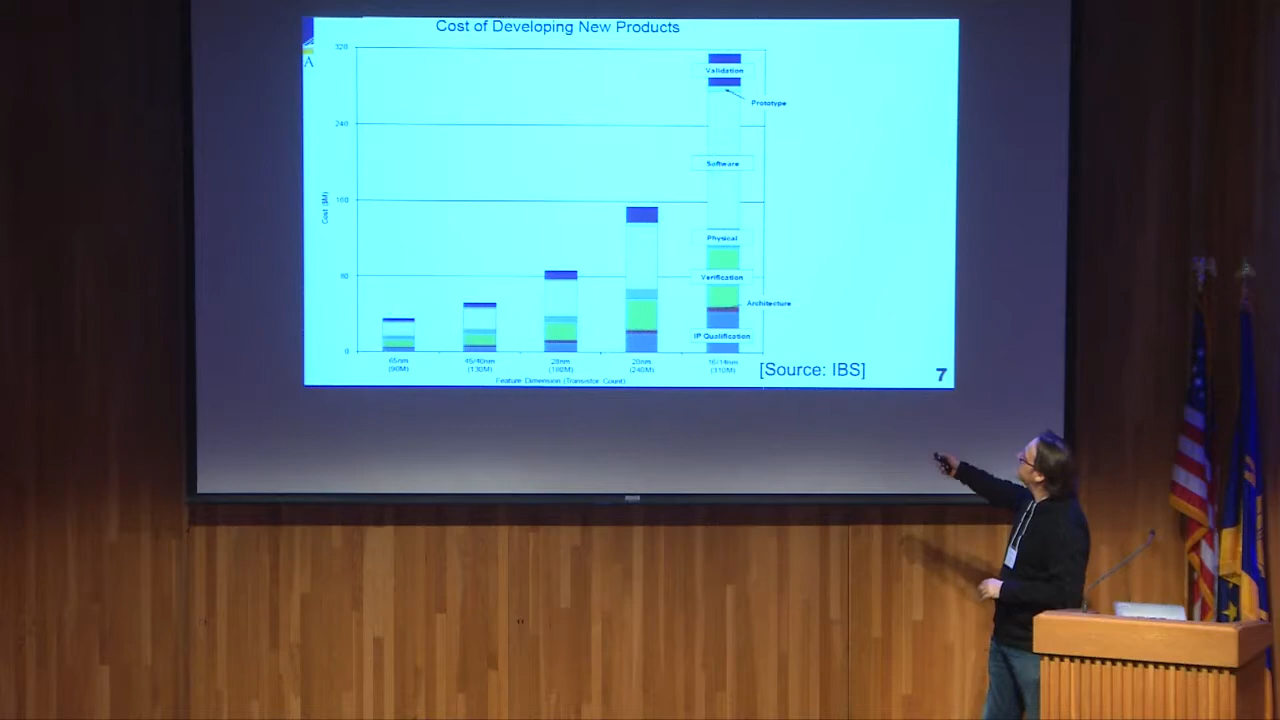 Cost of Developing New Products
A
320
240
160
80
0
Cost ($M)
Validation
Prototype
Software
Physical
Verification
Architecture
IP Qualification
65nm
(90M)
45/40nm
(130M)
28nm
(180M)
20nm
(240M)
16/14nm
(310M)
Feature Dimension (Transistor Count)
[Source: IBS]
7